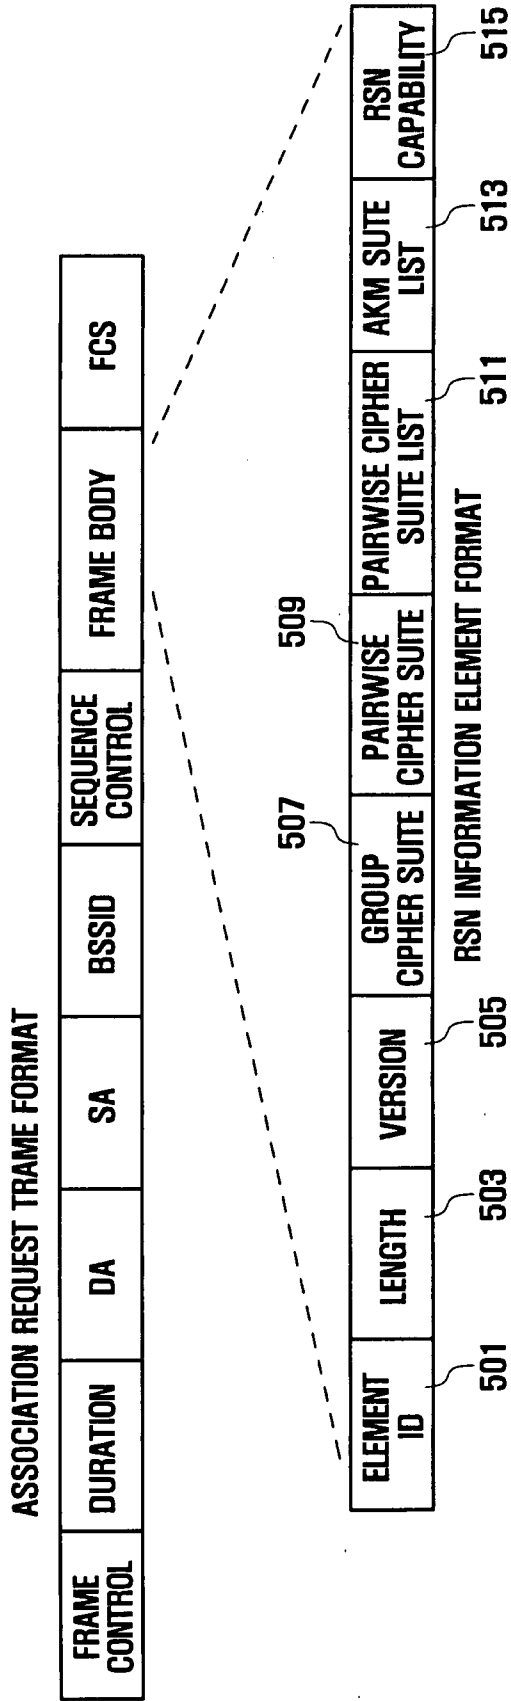 ASSOCIATION REQUEST TRAME FORMAT
FRAME
CONTROL
DURATION
DA
SA
BSSID
SEQUENCE
CONTROL
FRAME BODY
FCS
507
509
ELEMENT
ID
LENGTH
VERSION
GROUP
CIPHER SUITE
PAIRWISE
CIPHER SUITE
PAIRWISE CIPHER
SUITE LIST
AKM SUTE
LIST
RSN
CAPABILITY
501
503
505
511
513
515
RSN INFORMATION ELEMENT FORMAT